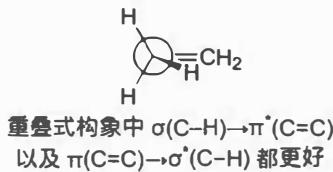 H
=CH₂
H
H
重叠式构象中 σ(C–H)→π*(C=C)
以及 π(C=C)→σ*(C–H) 都更好